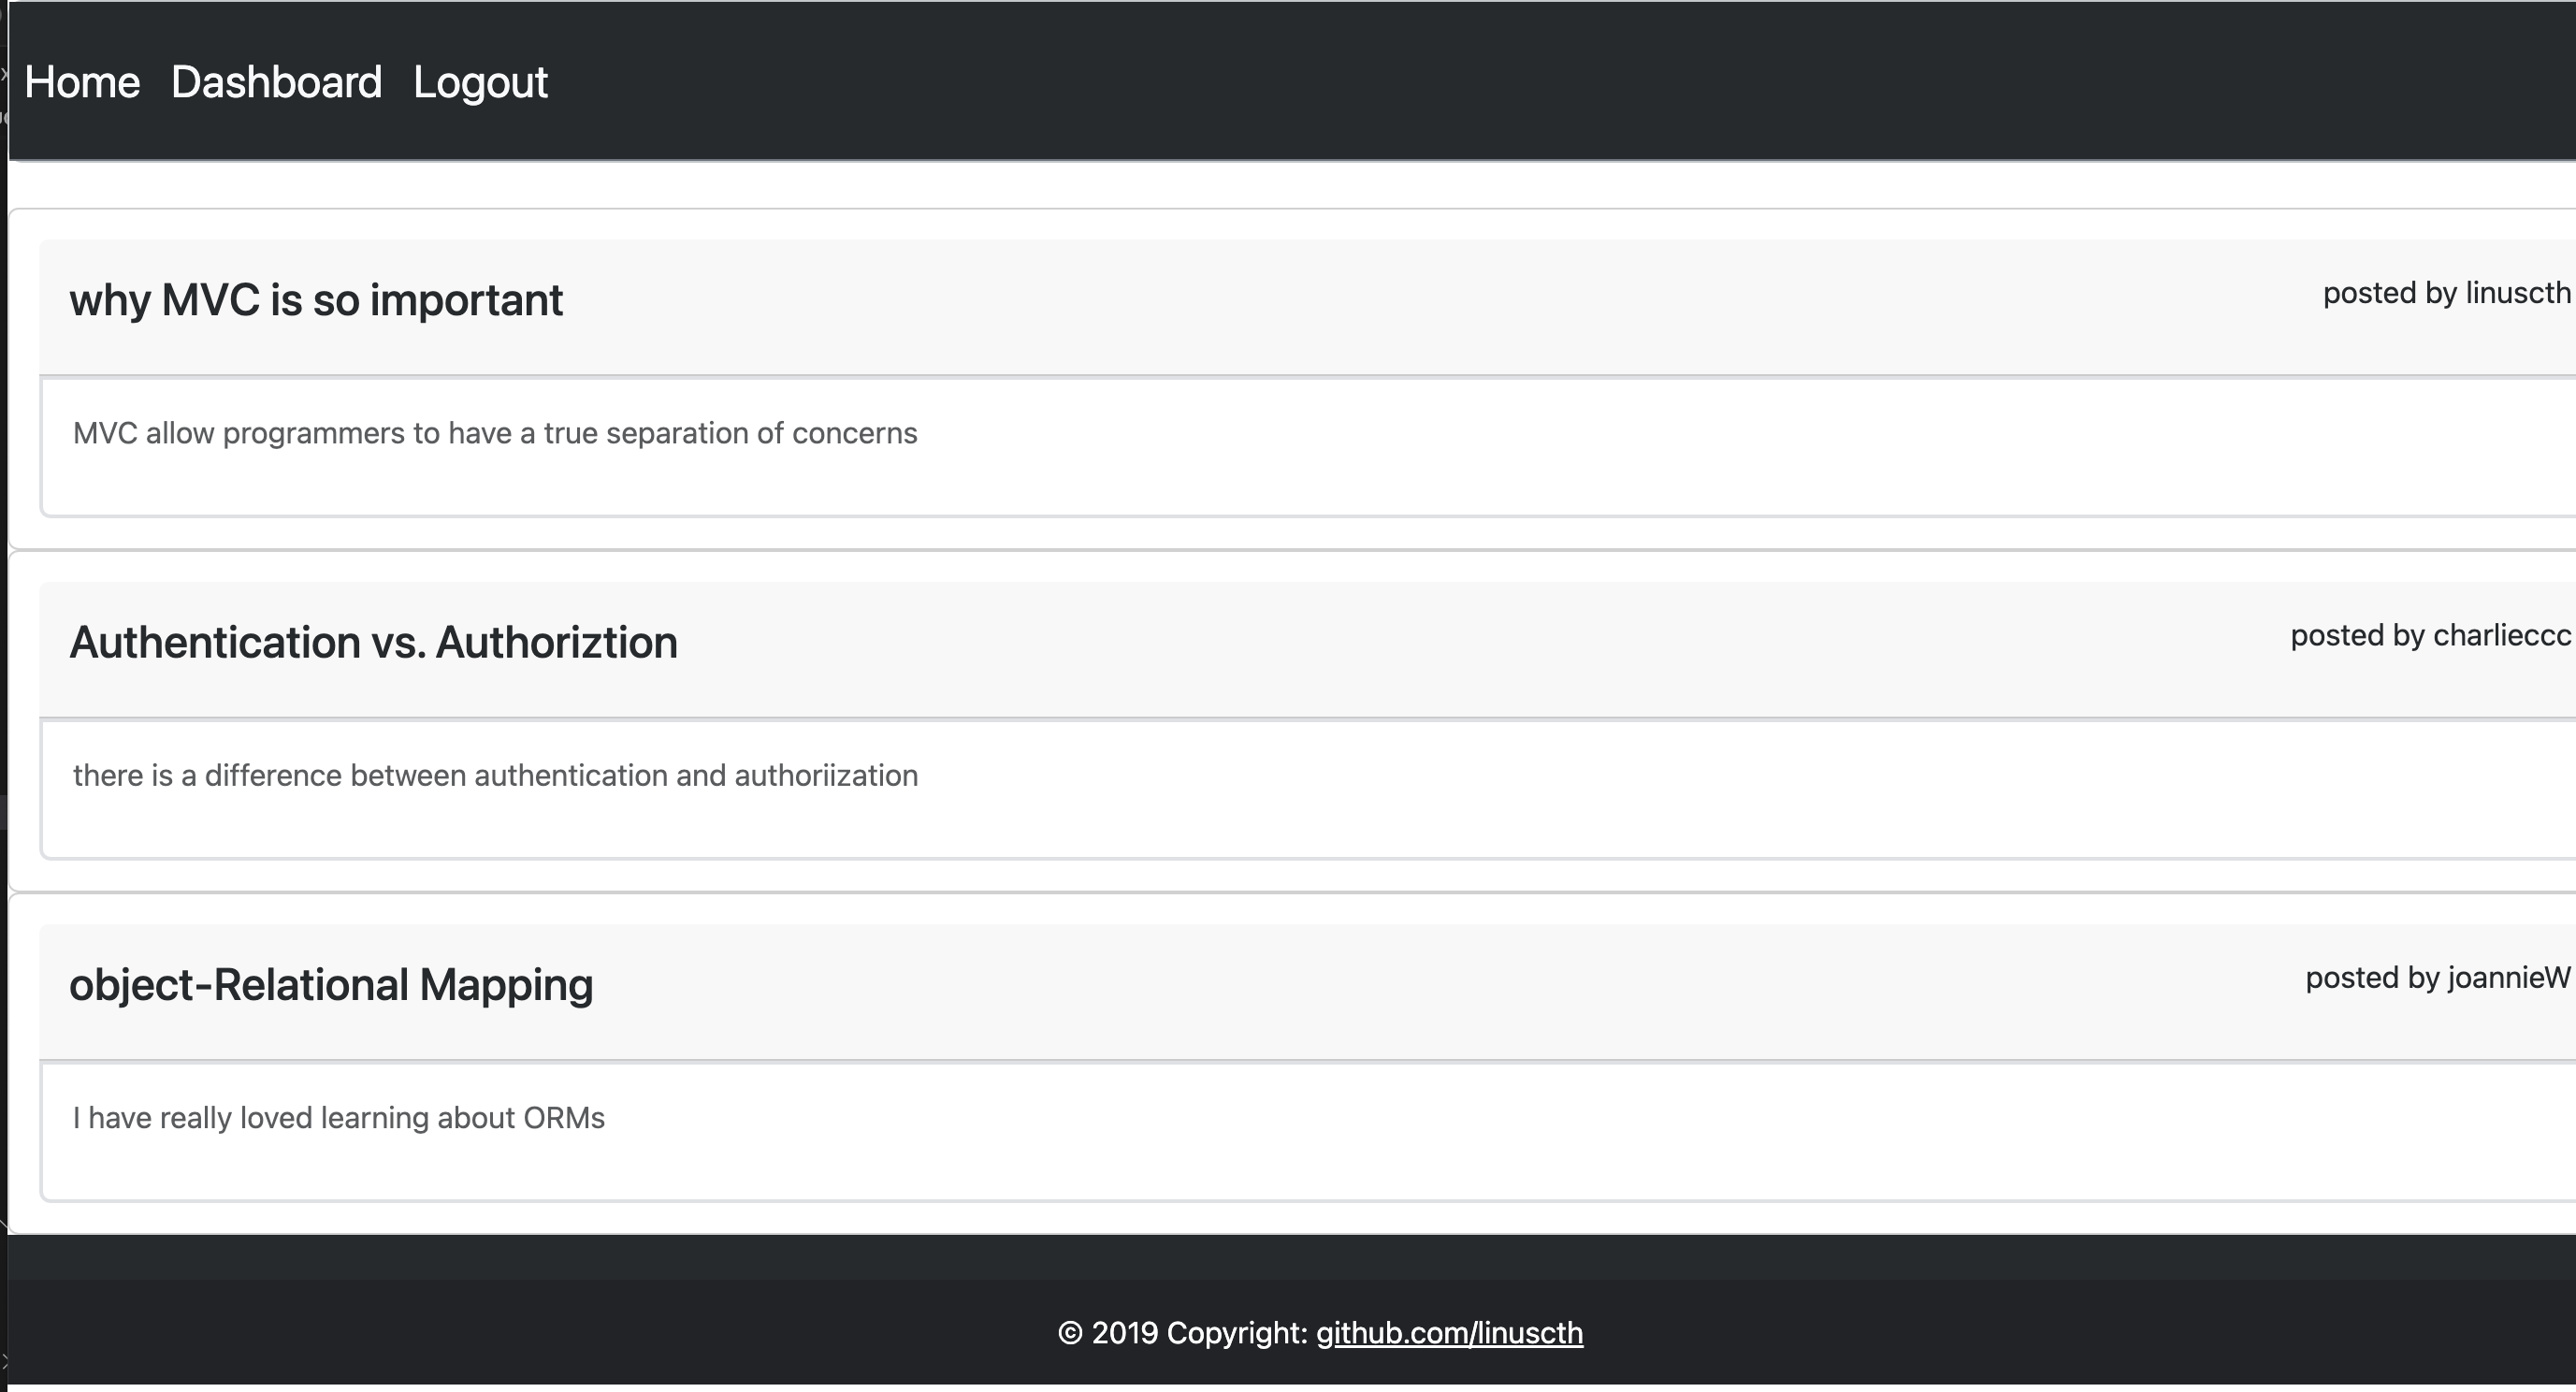 Home Dashboard Logout
why MVC is so important
posted by linuscth
MVC allow programmers to have a true separation of concerns
Authentication vs. Authoriztion
posted by charlieccc
there is a difference between authentication and authoriization
object-Relational Mapping
posted by joannieW
I have really loved learning about ORMs
© 2019 Copyright: github.com/linuscth